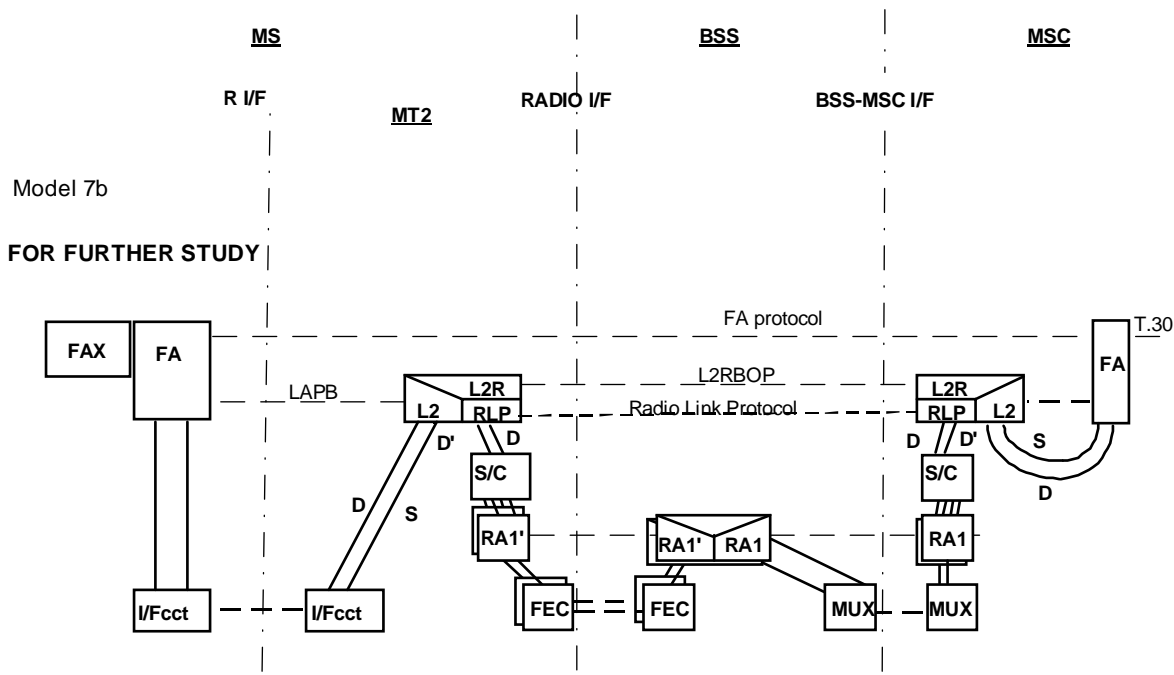 MS BSS MSC
R I/F RADIO I/F BSS-MSC I/F
MT2
Model 7b
FOR FURTHER STUDY
FA protocol T.30
FAX FA FA
LAPB L2R L2RBOP L2R
L2 RLP Radio Link Protocol RLP L2
D' D D D' S
D S S/C S/C D
RA1' RA1' RA1 RA1
I/Fcct I/Fcct FEC FEC MUX MUX